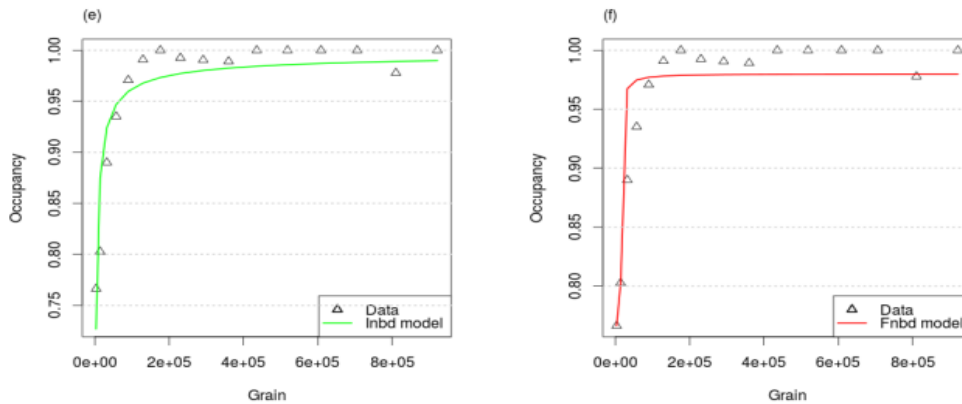 (e)
Occupancy
1.00
0.95
0.90
0.85
0.80
0.75
Data
Inbd model
0e+00 2e+05 4e+05 6e+05 8e+05
Grain
(f)
Occupancy
1.00
0.95
0.90
0.85
0.80
Data
Fnbd model
0e+00 2e+05 4e+05 6e+05 8e+05
Grain